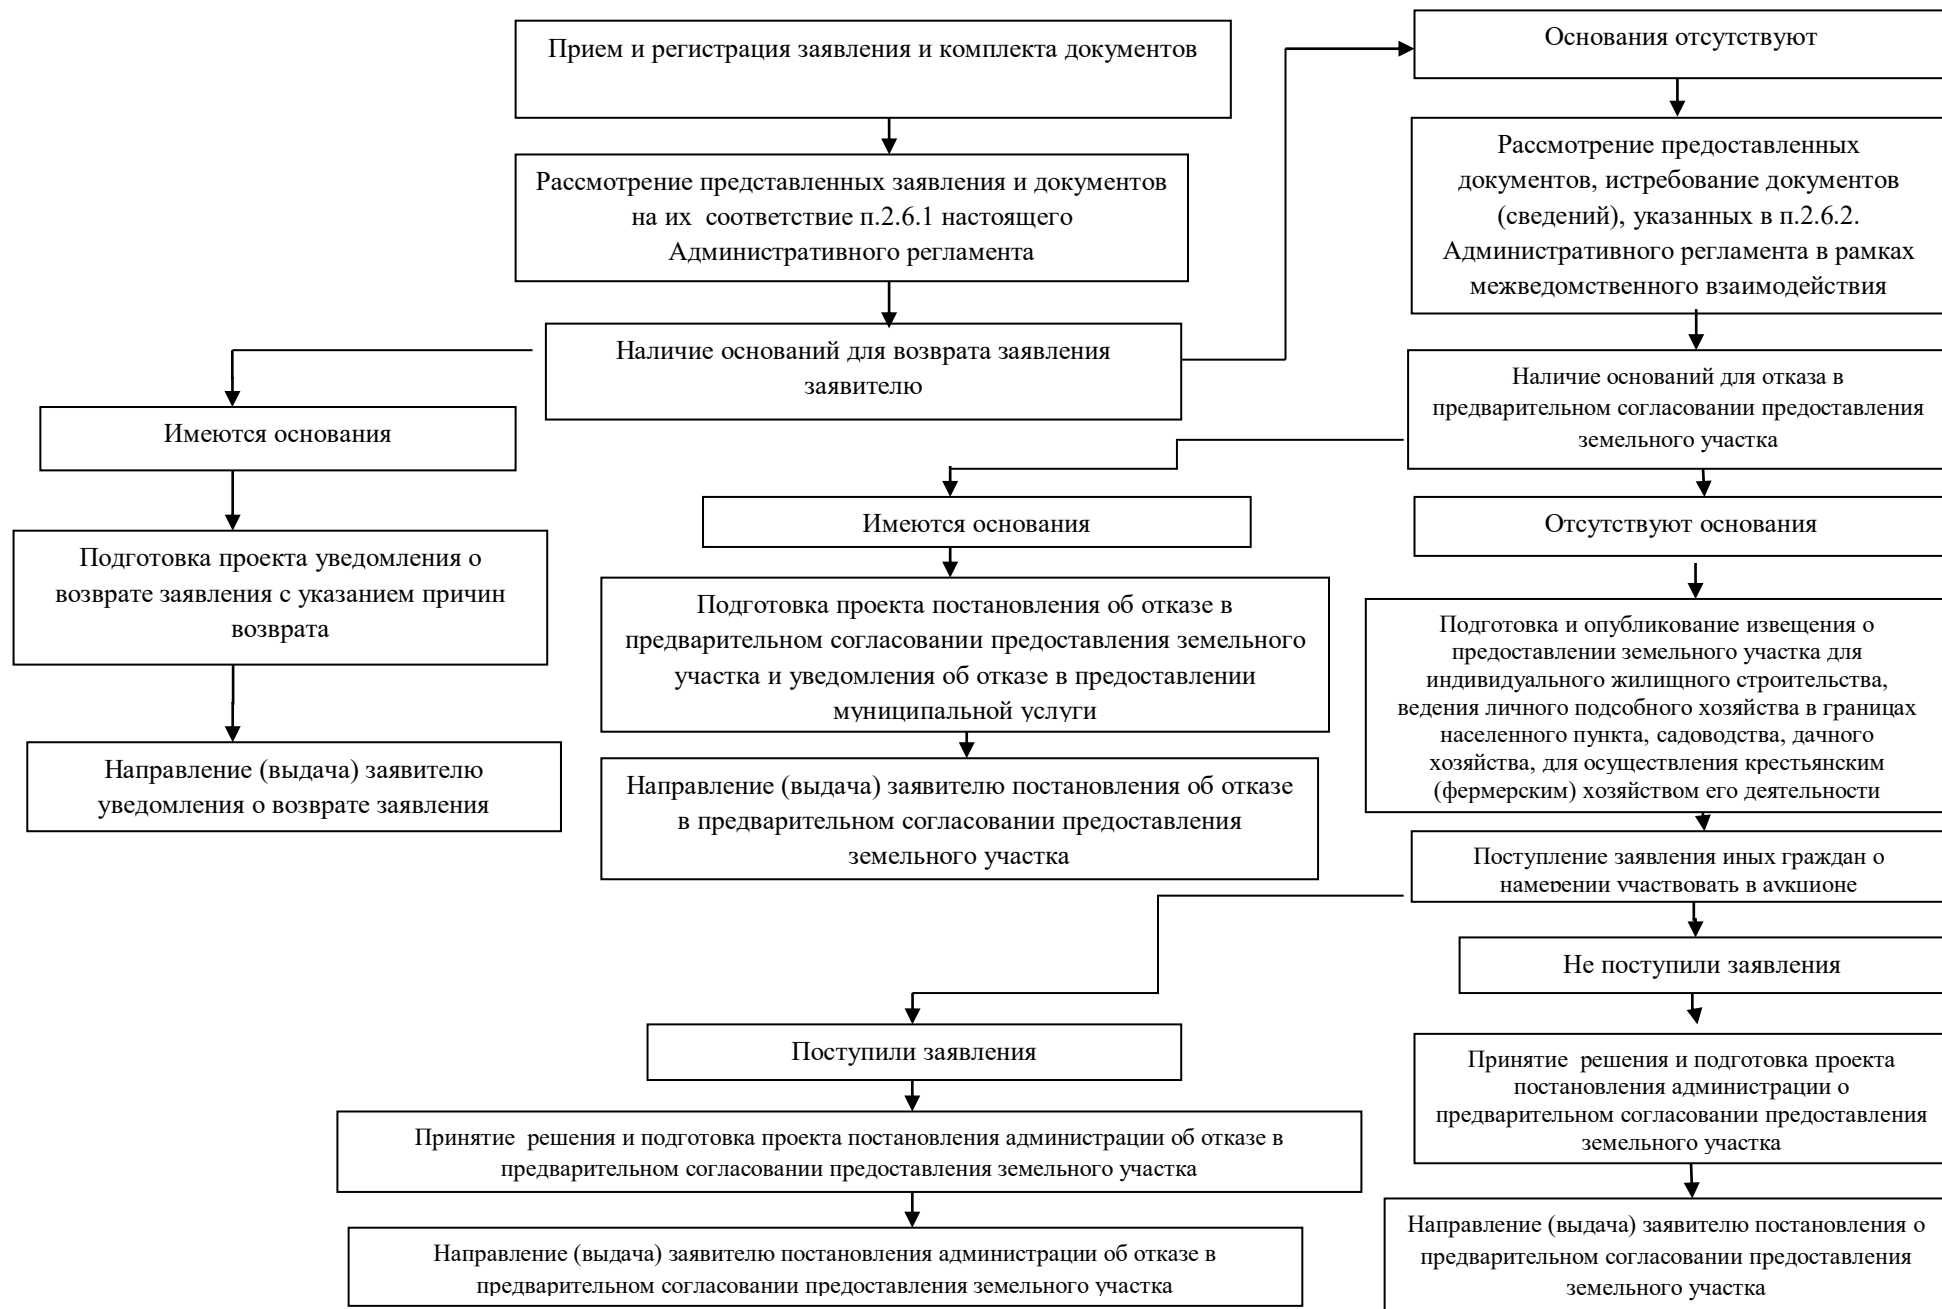 Прием и регистрация заявления и комплекта документов
Рассмотрение представленных заявления и документов
на их соответствие п.2.6.1 настоящего
Административного регламента
Наличие оснований для возврата заявления
заявителю
Имеются основания
Подготовка проекта уведомления о
возврате заявления с указанием причин
возврата
Направление (выдача) заявителю
уведомления о возврате заявления
Основания отсутствуют
Рассмотрение предоставленных
документов, истребование документов
(сведений), указанных в п.2.6.2.
Административного регламента в рамках
межведомственного взаимодействия
Наличие оснований для отказа в
предварительном согласовании предоставления
земельного участка
Имеются основания
Подготовка проекта постановления об отказе в
предварительном согласовании предоставления земельного
участка и уведомления об отказе в предоставлении
муниципальной услуги
Направление (выдача) заявителю постановления об отказе
в предварительном согласовании предоставления
земельного участка
Отсутствуют основания
Подготовка и опубликование извещения о
предоставлении земельного участка для
индивидуального жилищного строительства,
ведения личного подсобного хозяйства в границах
населенного пункта, садоводства, дачного
хозяйства, для осуществления крестьянским
(фермерским) хозяйством его деятельности
Поступление заявления иных граждан о
намерении участвовать в аукционе
Поступили заявления
Принятие решения и подготовка проекта постановления администрации об отказе в
предварительном согласовании предоставления земельного участка
Направление (выдача) заявителю постановления администрации об отказе в
предварительном согласовании предоставления земельного участка
Не поступили заявления
Принятие решения и подготовка проекта
постановления администрации о
предварительном согласовании предоставления
земельного участка
Направление (выдача) заявителю постановления о
предварительном согласовании предоставления
земельного участка